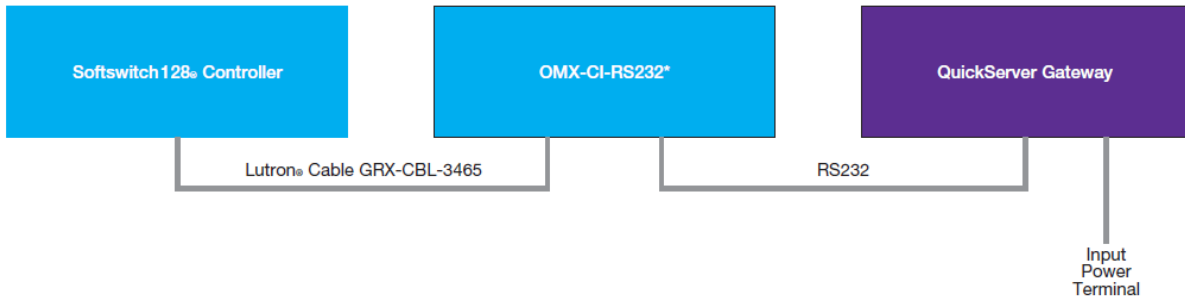 Softswitch128® Controller
OMX-CI-RS232*
QuickServer Gateway
Lutron® Cable GRX-CBL-3465
RS232
Input
Power
Terminal